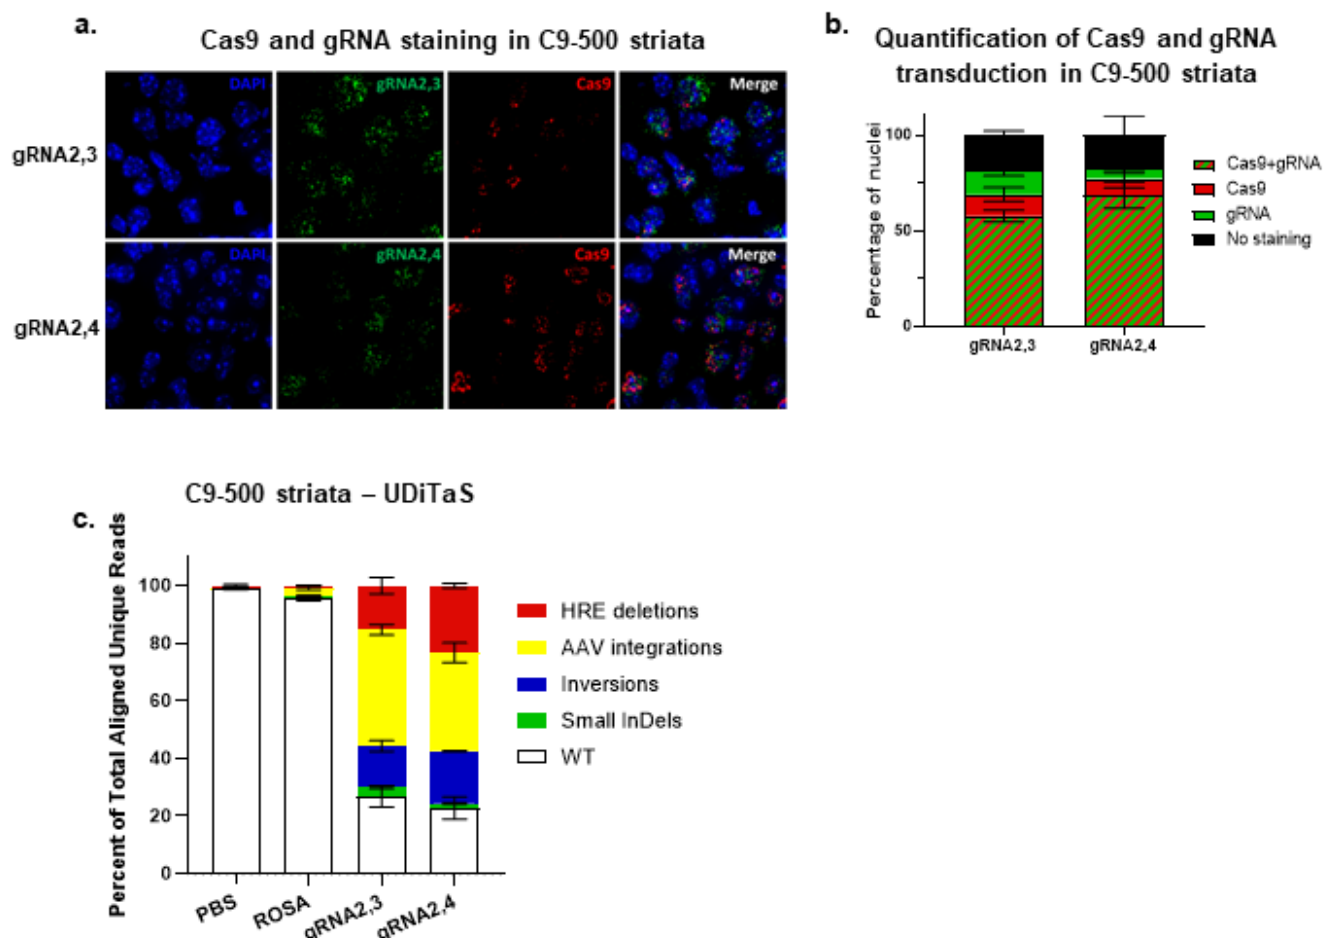 a.
Cas9 and gRNA staining in C9-500 striata
DAPI
gRNA2,3
Cas9
Merge
gRNA2,3
DAPI
gRNA2,4
Cas9
Merge
gRNA2,4
b.
Quantification of Cas9 and gRNA
transduction in C9-500 striata
Percentage of nuclei
100
50
0
gRNA2,3
gRNA2,4
Cas9+gRNA
Cas9
gRNA
No staining
C9-500 striata – UDiTaS
c.
Percent of Total Aligned Unique Reads
100
80
60
40
20
0
PBS
ROSA
gRNA2,3
gRNA2,4
HRE deletions
AAV integrations
Inversions
Small InDels
WT